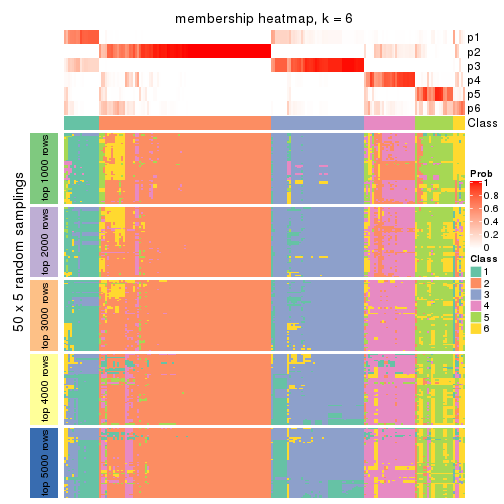 membership heatmap, k = 6
p1
p2
p3
p4
p5
p6
Class
50 x 5 random samplings
top 1000 rows
top 2000 rows
top 3000 rows
top 4000 rows
top 5000 rows
Prob
1
0.8
0.6
0.4
0.2
0
Class
1
2
3
4
5
6